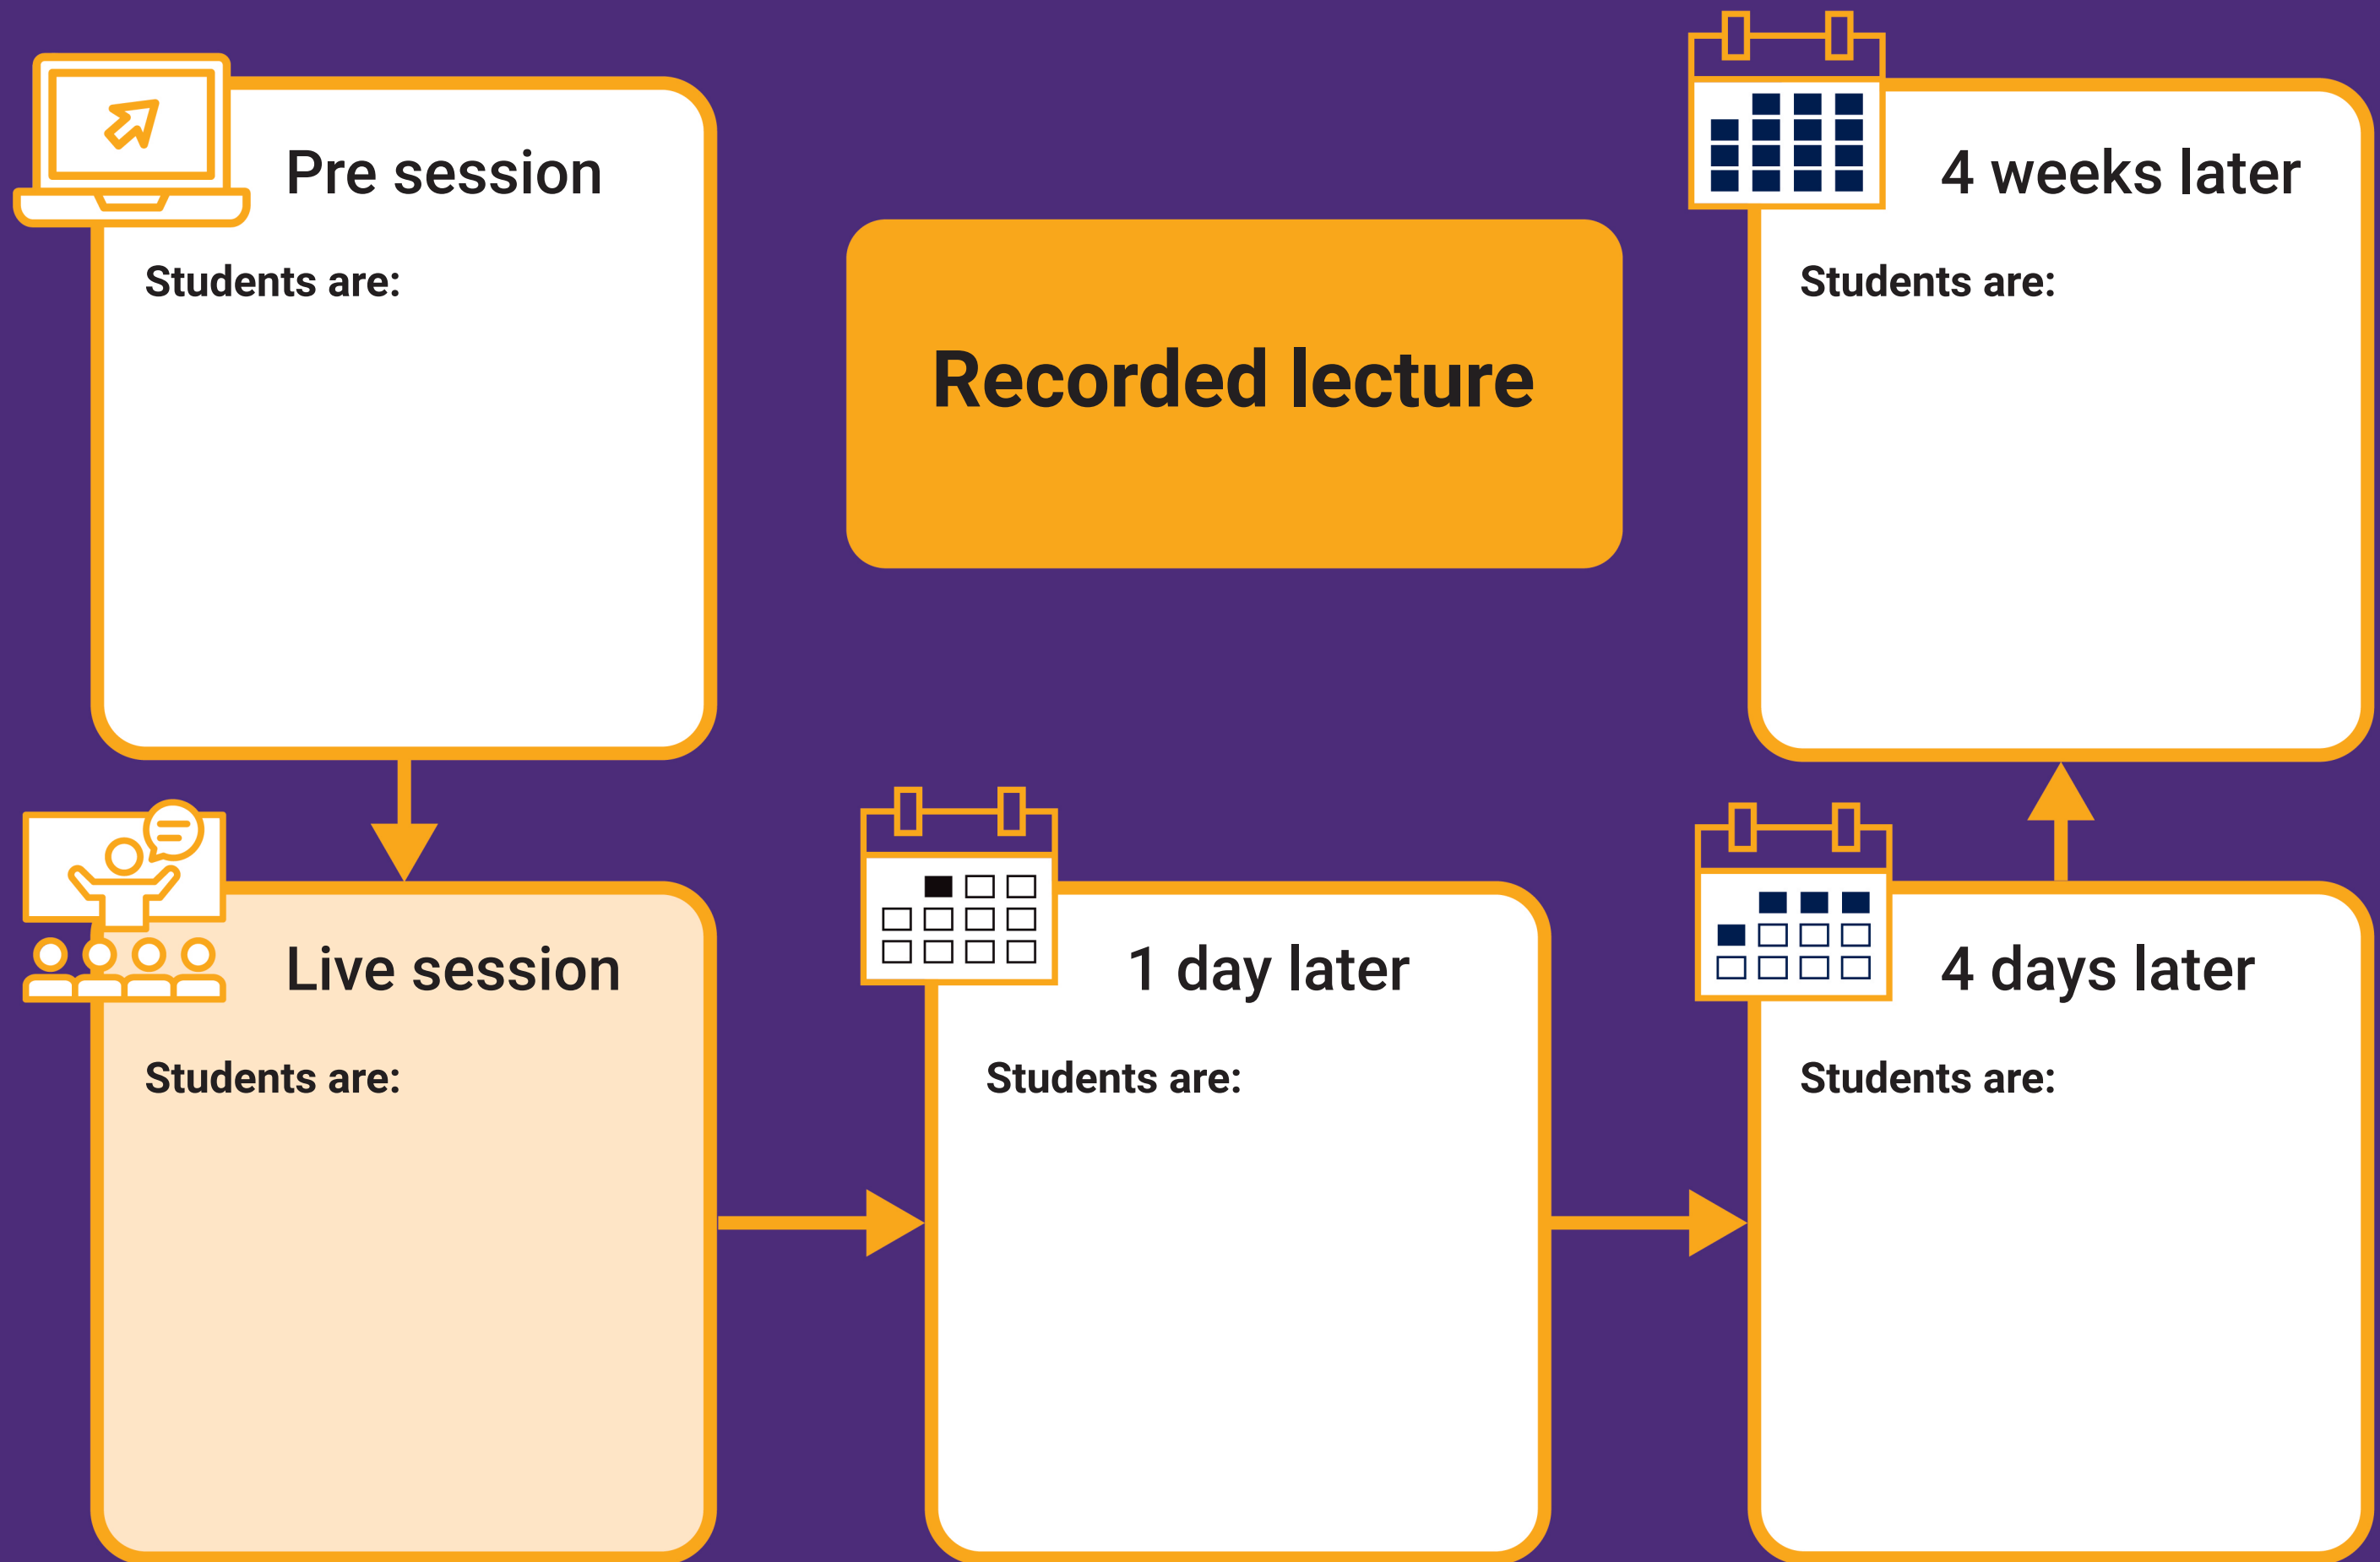 Pre session
Students are:
Recorded lecture
4 weeks later
Students are:
Live session
Students are:
1 day later
Students are:
4 days later
Students are: